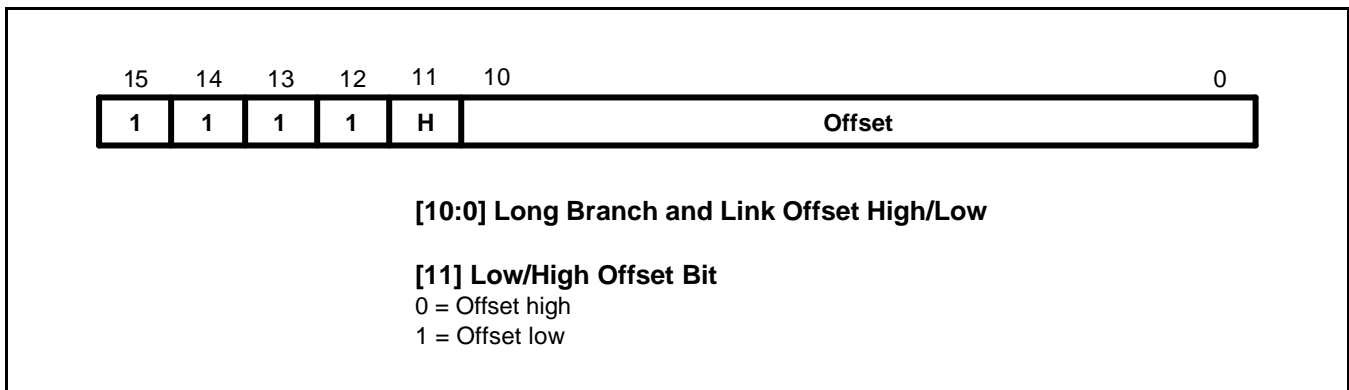 15 14 13 12 11 10 0
1 1 1 1 H Offset
[10:0] Long Branch and Link Offset High/Low
[11] Low/High Offset Bit
0 = Offset high
1 = Offset low